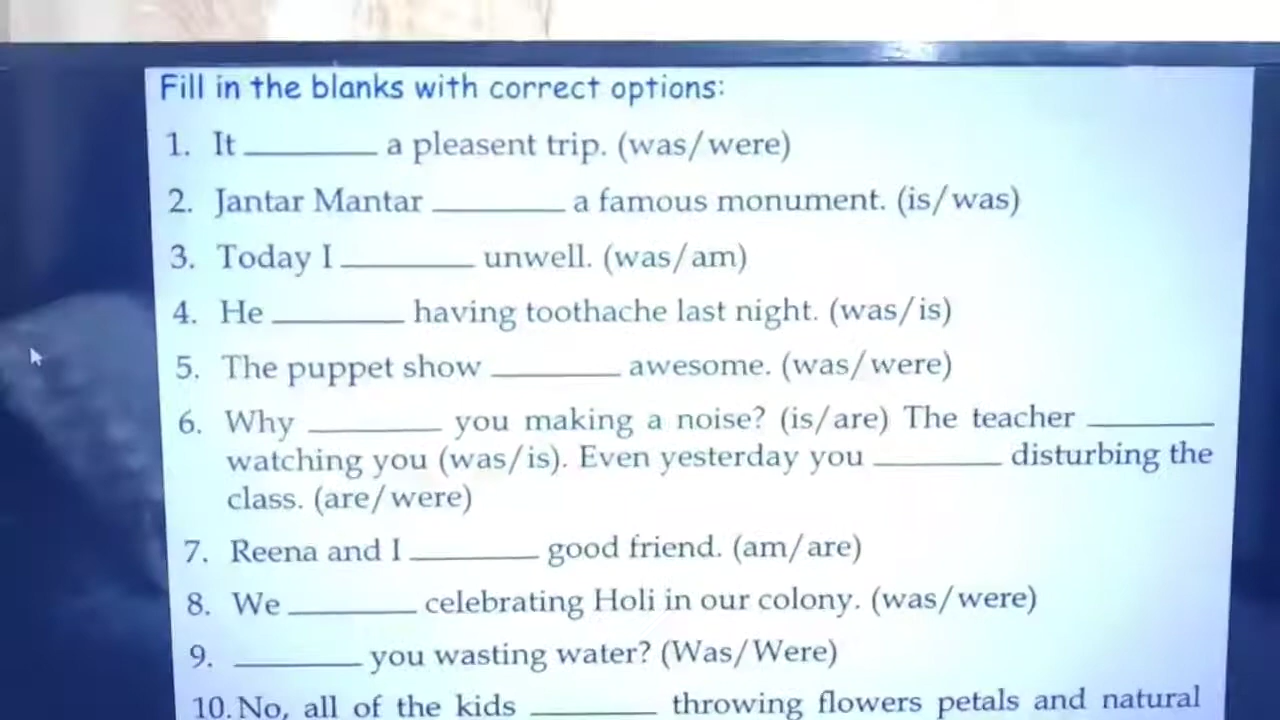 Fill in the blanks with correct options:
1. It ________ a pleasent trip. (was/were)
2. Jantar Mantar ________ a famous monument. (is/was)
3. Today I ________ unwell. (was/am)
4. He ________ having toothache last night. (was/is)
5. The puppet show ________ awesome. (was/were)
6. Why ________ you making a noise? (is/are) The teacher ________
watching you (was/is). Even yesterday you ________ disturbing the
class. (are/were)
7. Reena and I ________ good friend. (am/are)
8. We ________ celebrating Holi in our colony. (was/were)
9. ________ you wasting water? (Was/Were)
10. No, all of the kids ________ throwing flowers petals and natural